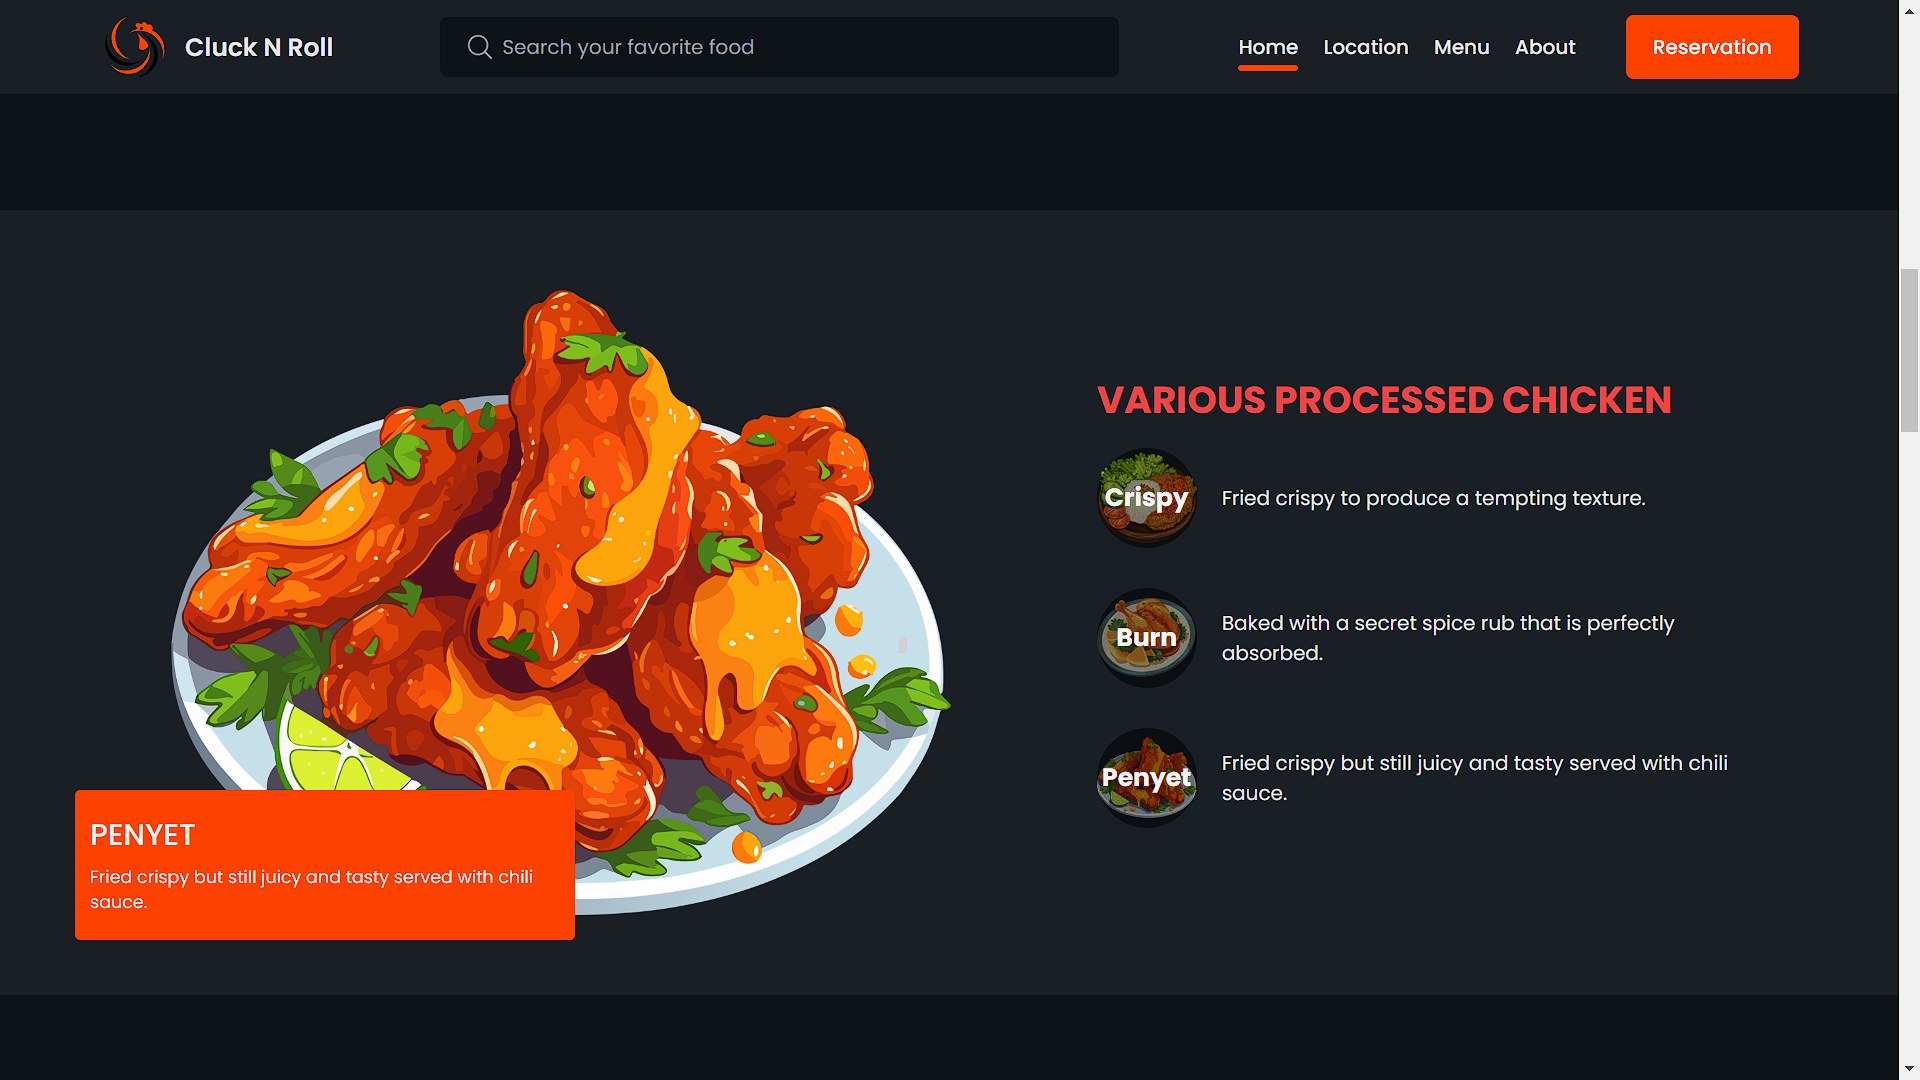 Cluck N Roll
Search your favorite food
Home
Location
Menu
About
Reservation
VARIOUS PROCESSED CHICKEN
Crispy
Fried crispy to produce a tempting texture.
Burn
Baked with a secret spice rub that is perfectly
absorbed.
Penyet
Fried crispy but still juicy and tasty served with chili
sauce.
PENYET
Fried crispy but still juicy and tasty served with chili
sauce.